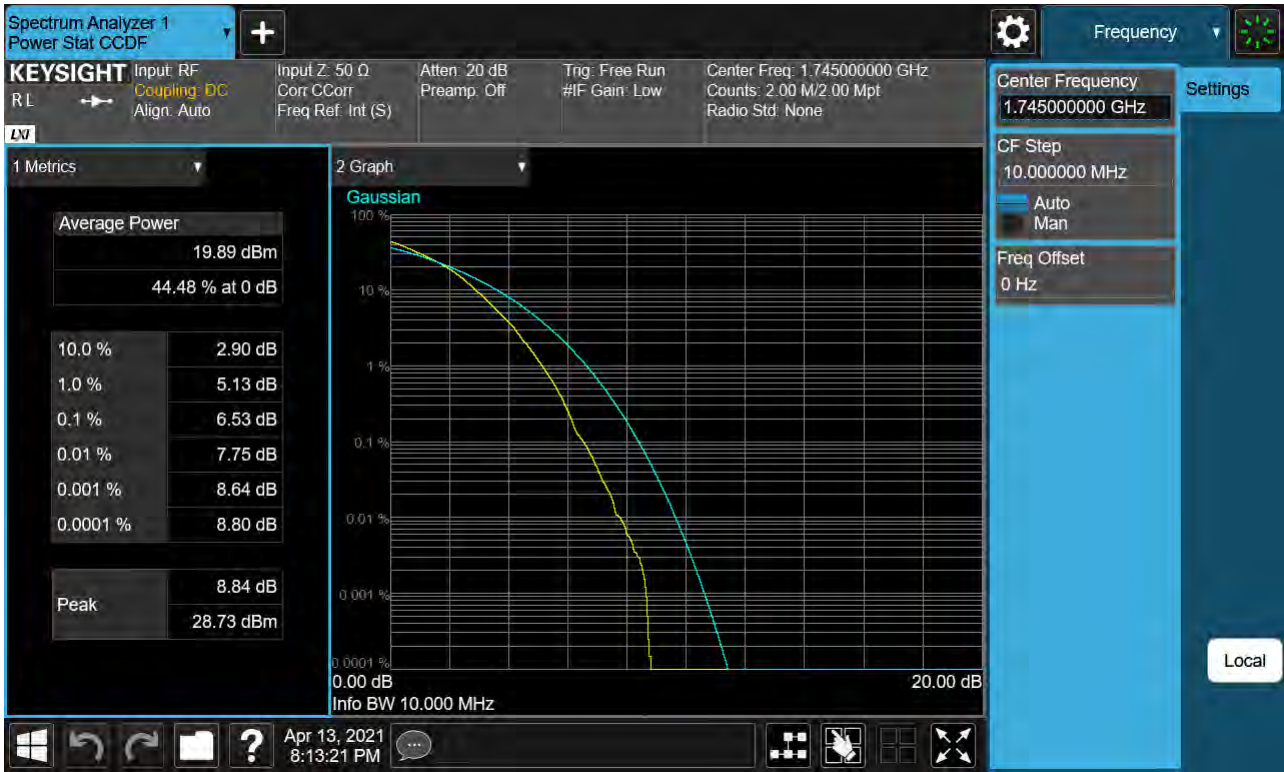 Spectrum Analyzer 1
Power Stat CCDF
+
Frequency
KEYSIGHT
RL
LXI
Input: RF
Coupling: DC
Align: Auto
Input Z: 50 Ω
Corr CCorr
Freq Ref: Int (S)
Atten: 20 dB
Preamp: Off
Trig: Free Run
#IF Gain: Low
Center Freq: 1.745000000 GHz
Counts: 2.00 M/2.00 Mpt
Radio Std: None
Center Frequency
1.745000000 GHz
Settings
CF Step
10.000000 MHz
Auto
Man
Freq Offset
0 Hz
1 Metrics
Average Power
19.89 dBm
44.48 % at 0 dB
10.0 % 2.90 dB
1.0 % 5.13 dB
0.1 % 6.53 dB
0.01 % 7.75 dB
0.001 % 8.64 dB
0.0001 % 8.80 dB
Peak
8.84 dB
28.73 dBm
2 Graph
Gaussian
100 %
10 %
1 %
0.1 %
0.01 %
0.001 %
0.0001 %
0.00 dB 20.00 dB
Info BW 10.000 MHz
Local
?
Apr 13, 2021
8:13:21 PM